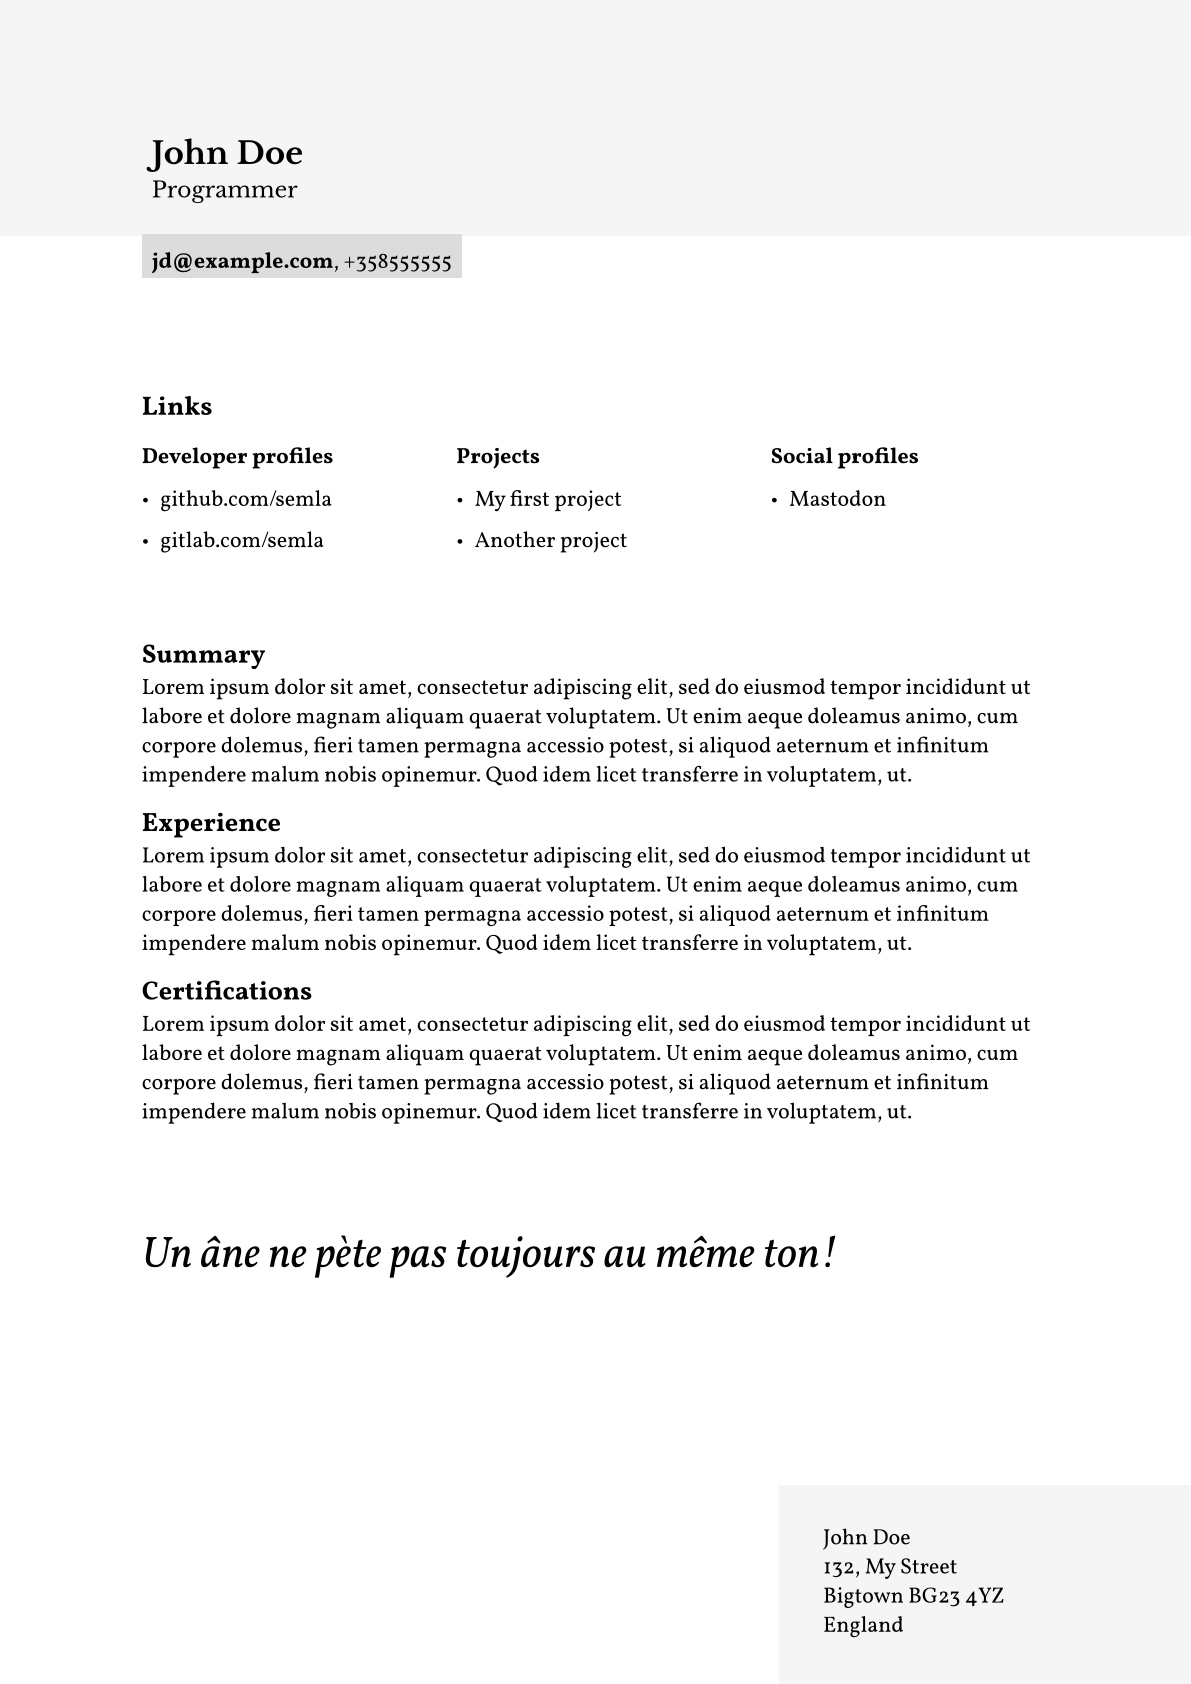 John Doe
Programmer
jd@example.com, +358555555
Links
Developer profiles
• github.com/semla
• gitlab.com/semla
Projects
• My first project
• Another project
Social profiles
• Mastodon
Summary
Lorem ipsum dolor sit amet, consectetur adipiscing elit, sed do eiusmod tempor incididunt ut
labore et dolore magnam aliquam quaerat voluptatem. Ut enim aeque doleamus animo, cum
corpore dolemus, fieri tamen permagna accessio potest, si aliquod aeternum et infinitum
impendere malum nobis opinemur. Quod idem licet transferre in voluptatem, ut.
Experience
Lorem ipsum dolor sit amet, consectetur adipiscing elit, sed do eiusmod tempor incididunt ut
labore et dolore magnam aliquam quaerat voluptatem. Ut enim aeque doleamus animo, cum
corpore dolemus, fieri tamen permagna accessio potest, si aliquod aeternum et infinitum
impendere malum nobis opinemur. Quod idem licet transferre in voluptatem, ut.
Certifications
Lorem ipsum dolor sit amet, consectetur adipiscing elit, sed do eiusmod tempor incididunt ut
labore et dolore magnam aliquam quaerat voluptatem. Ut enim aeque doleamus animo, cum
corpore dolemus, fieri tamen permagna accessio potest, si aliquod aeternum et infinitum
impendere malum nobis opinemur. Quod idem licet transferre in voluptatem, ut.
Un âne ne pète pas toujours au même ton !
John Doe
132, My Street
Bigtown BG23 4YZ
England